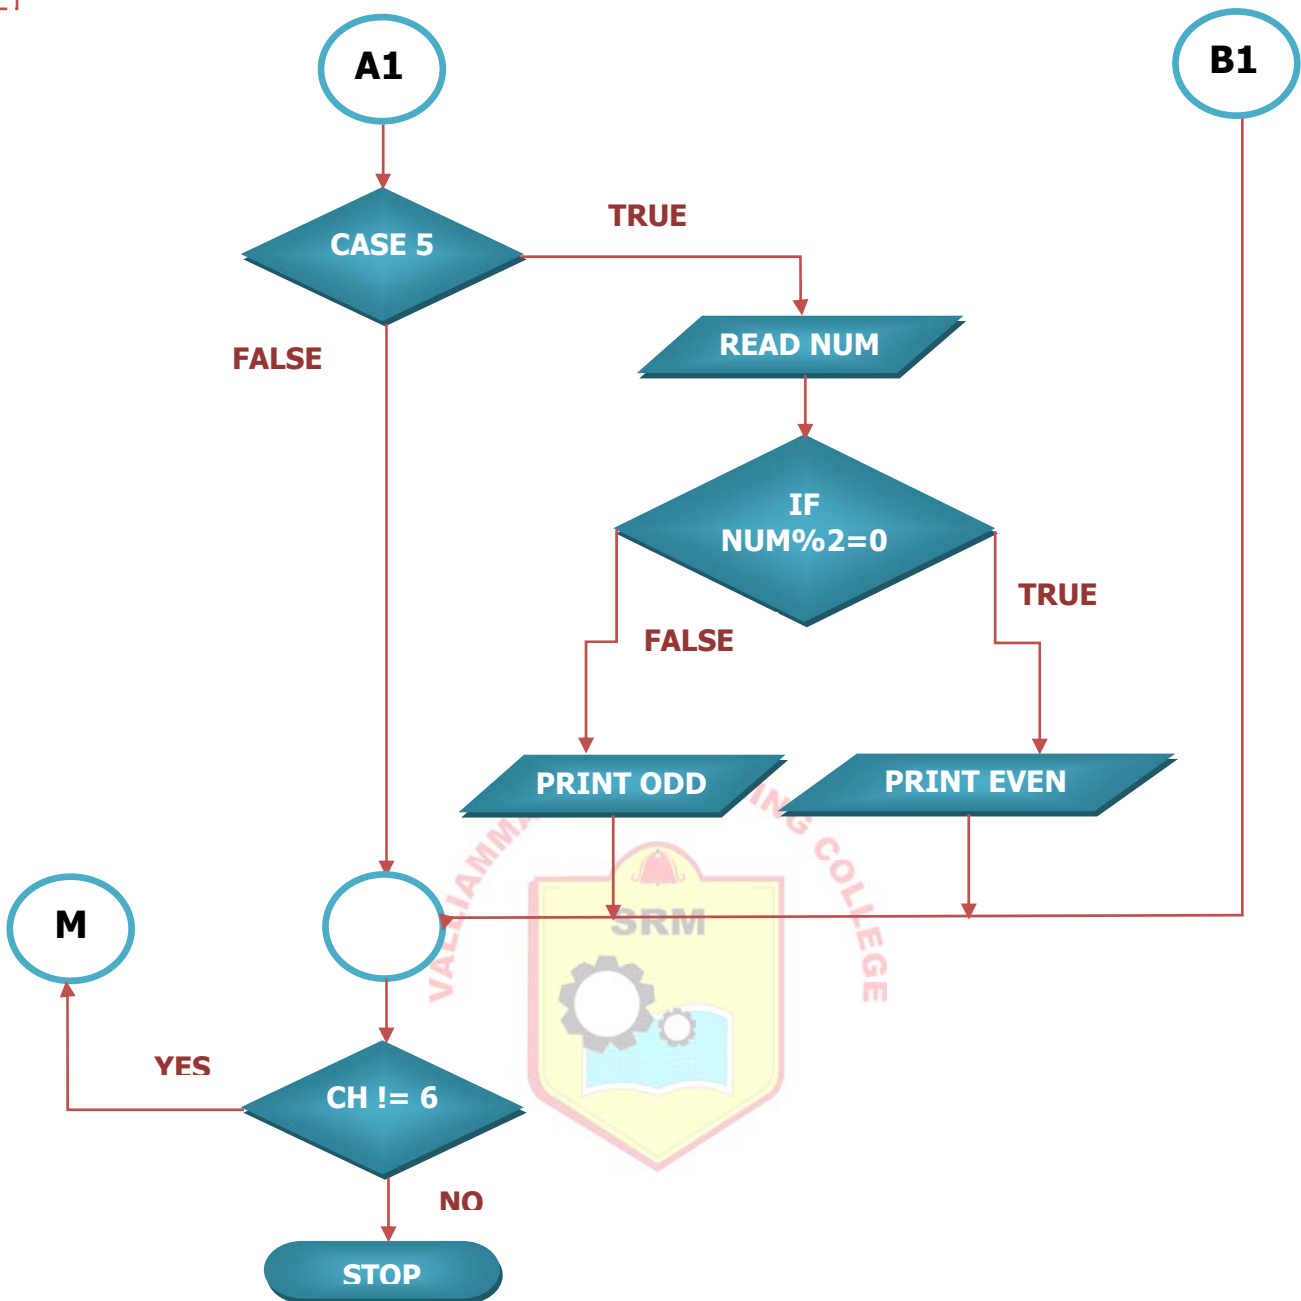 A1
B1
CASE 5
TRUE
FALSE
READ NUM
IF
NUM%2=0
TRUE
FALSE
PRINT ODD
PRINT EVEN
M
SRM
COLLEGE
YES
CH != 6
NO
STOP